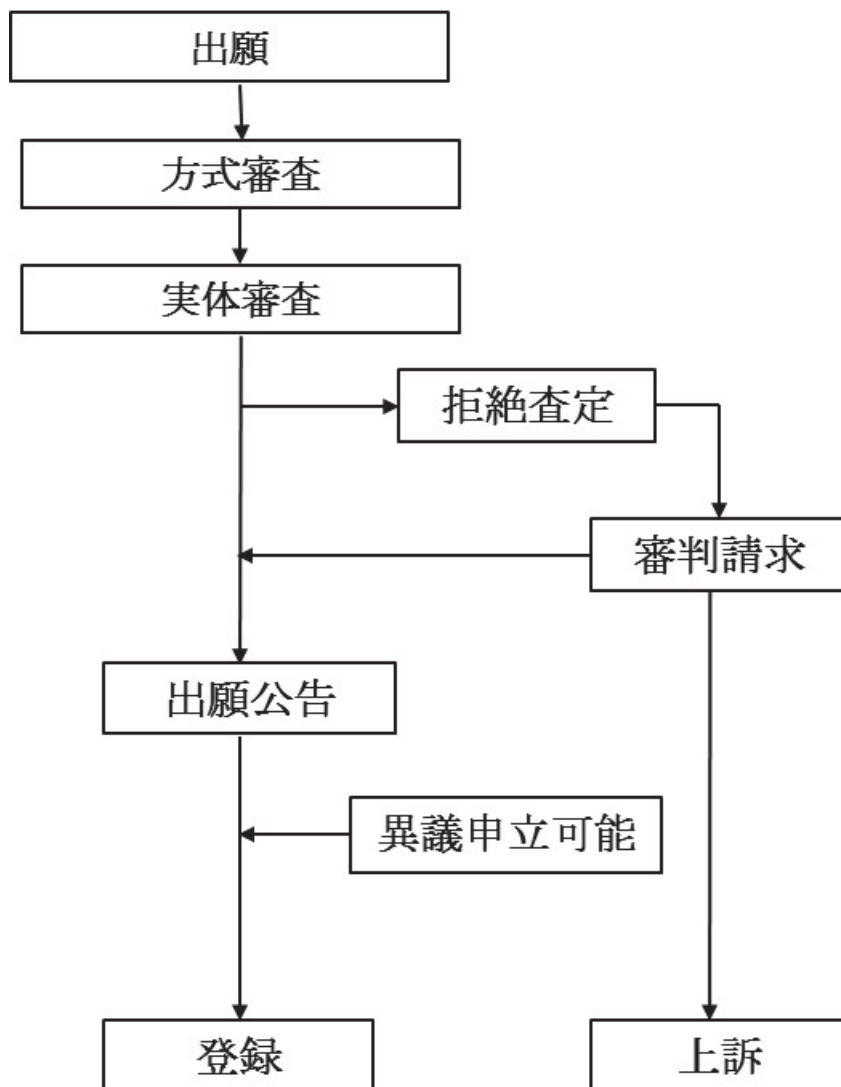 出願
方式審査
実体審査
拒絶査定
審判請求
出願公告
異議申立可能
登録
上訴